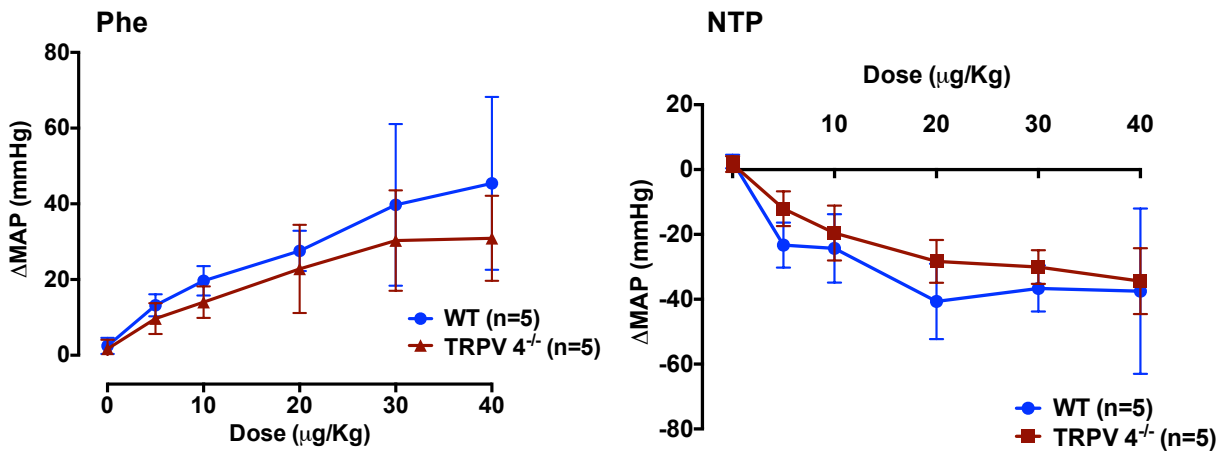 Phe
80
60
40
20
0
ΔMAP (mmHg)
WT (n=5)
TRPV 4-/- (n=5)
0 10 20 30 40
Dose (μg/Kg)
NTP
Dose (μg/Kg)
10 20 30 40
20
0
-20
-40
-60
-80
ΔMAP (mmHg)
WT (n=5)
TRPV 4-/- (n=5)